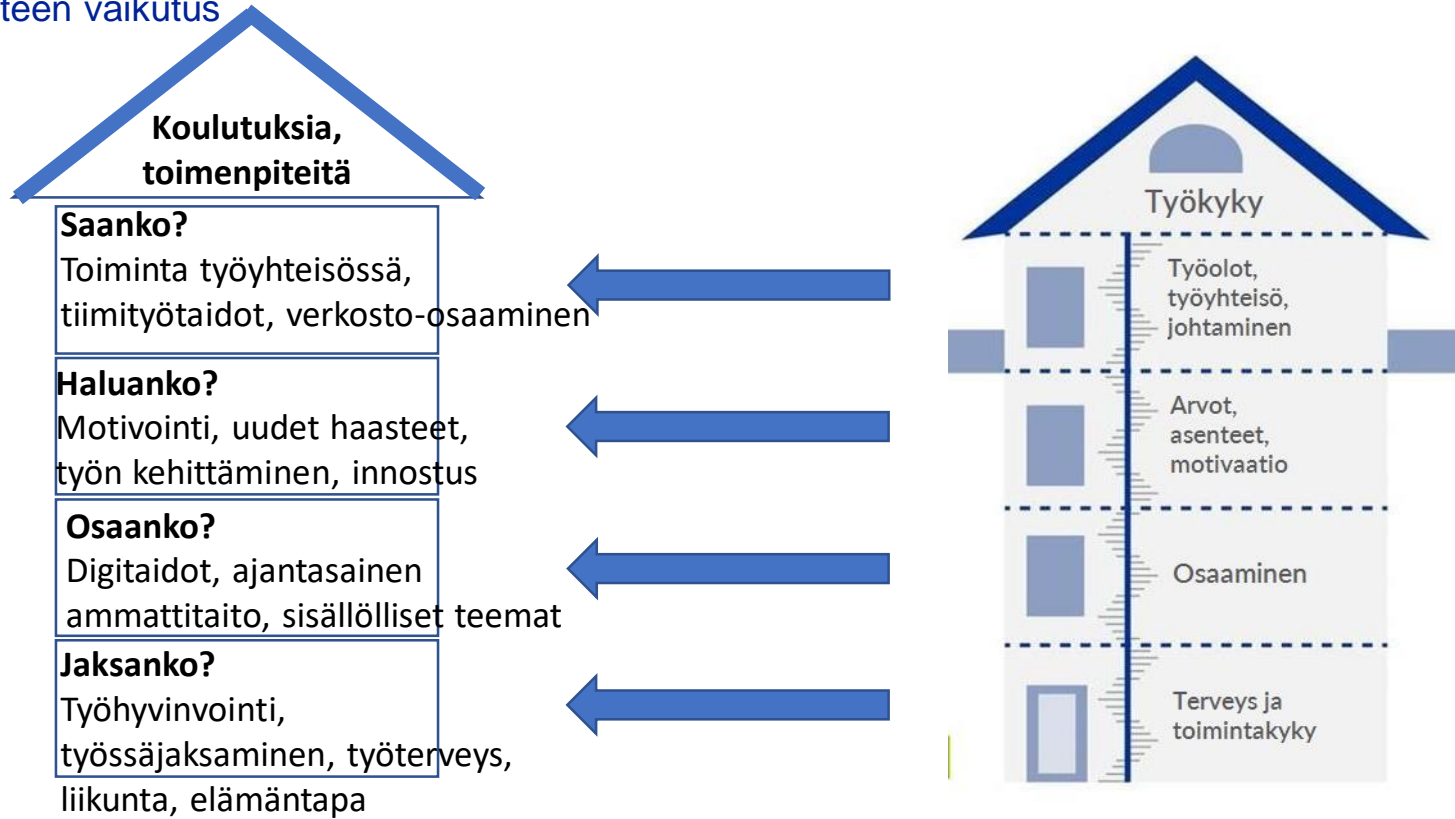 teen vaikutus
Koulutuksia,
toimenpiteitä
Saanko?
Toiminta työyhteisössä,
tiimityötaidot, verkosto-osaaminen
Haluanko?
Motivointi, uudet haasteet,
työn kehittäminen, innostus
Osaanko?
Digitaidot, ajantasainen
ammattitaito, sisällölliset teemat
Jaksanko?
Työhyvinvointi,
työssäjaksaminen, työterveys,
liikunta, elämäntapa
Työkyky
Työolot,
työyhteisö,
johtaminen
Arvot,
asenteet,
motivaatio
Osaaminen
Terveys ja
toimintakyky